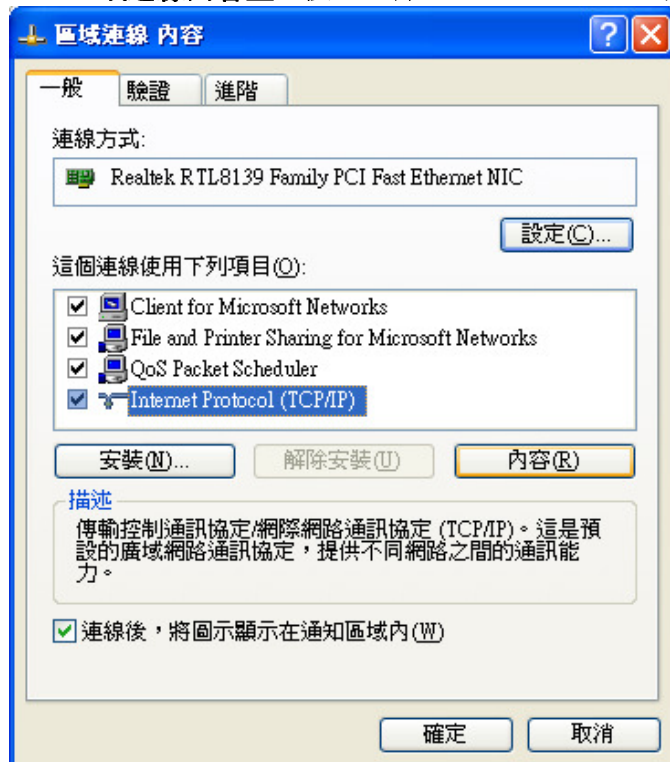 區域連線 內容
一般 驗證 進階
連線方式:
Realtek RTL8139 Family PCI Fast Ethernet NIC
設定(C)...
這個連線使用下列項目(O):
Client for Microsoft Networks
File and Printer Sharing for Microsoft Networks
QoS Packet Scheduler
Internet Protocol (TCP/IP)
安裝(N)... 解除安裝(U) 內容(R)
描述
傳輸控制通訊協定/網際網路通訊協定 (TCP/IP)。這是預
設的廣域網路通訊協定,提供不同網路之間的通訊能
力。
連線後,將圖示顯示在通知區域內(W)
確定 取消